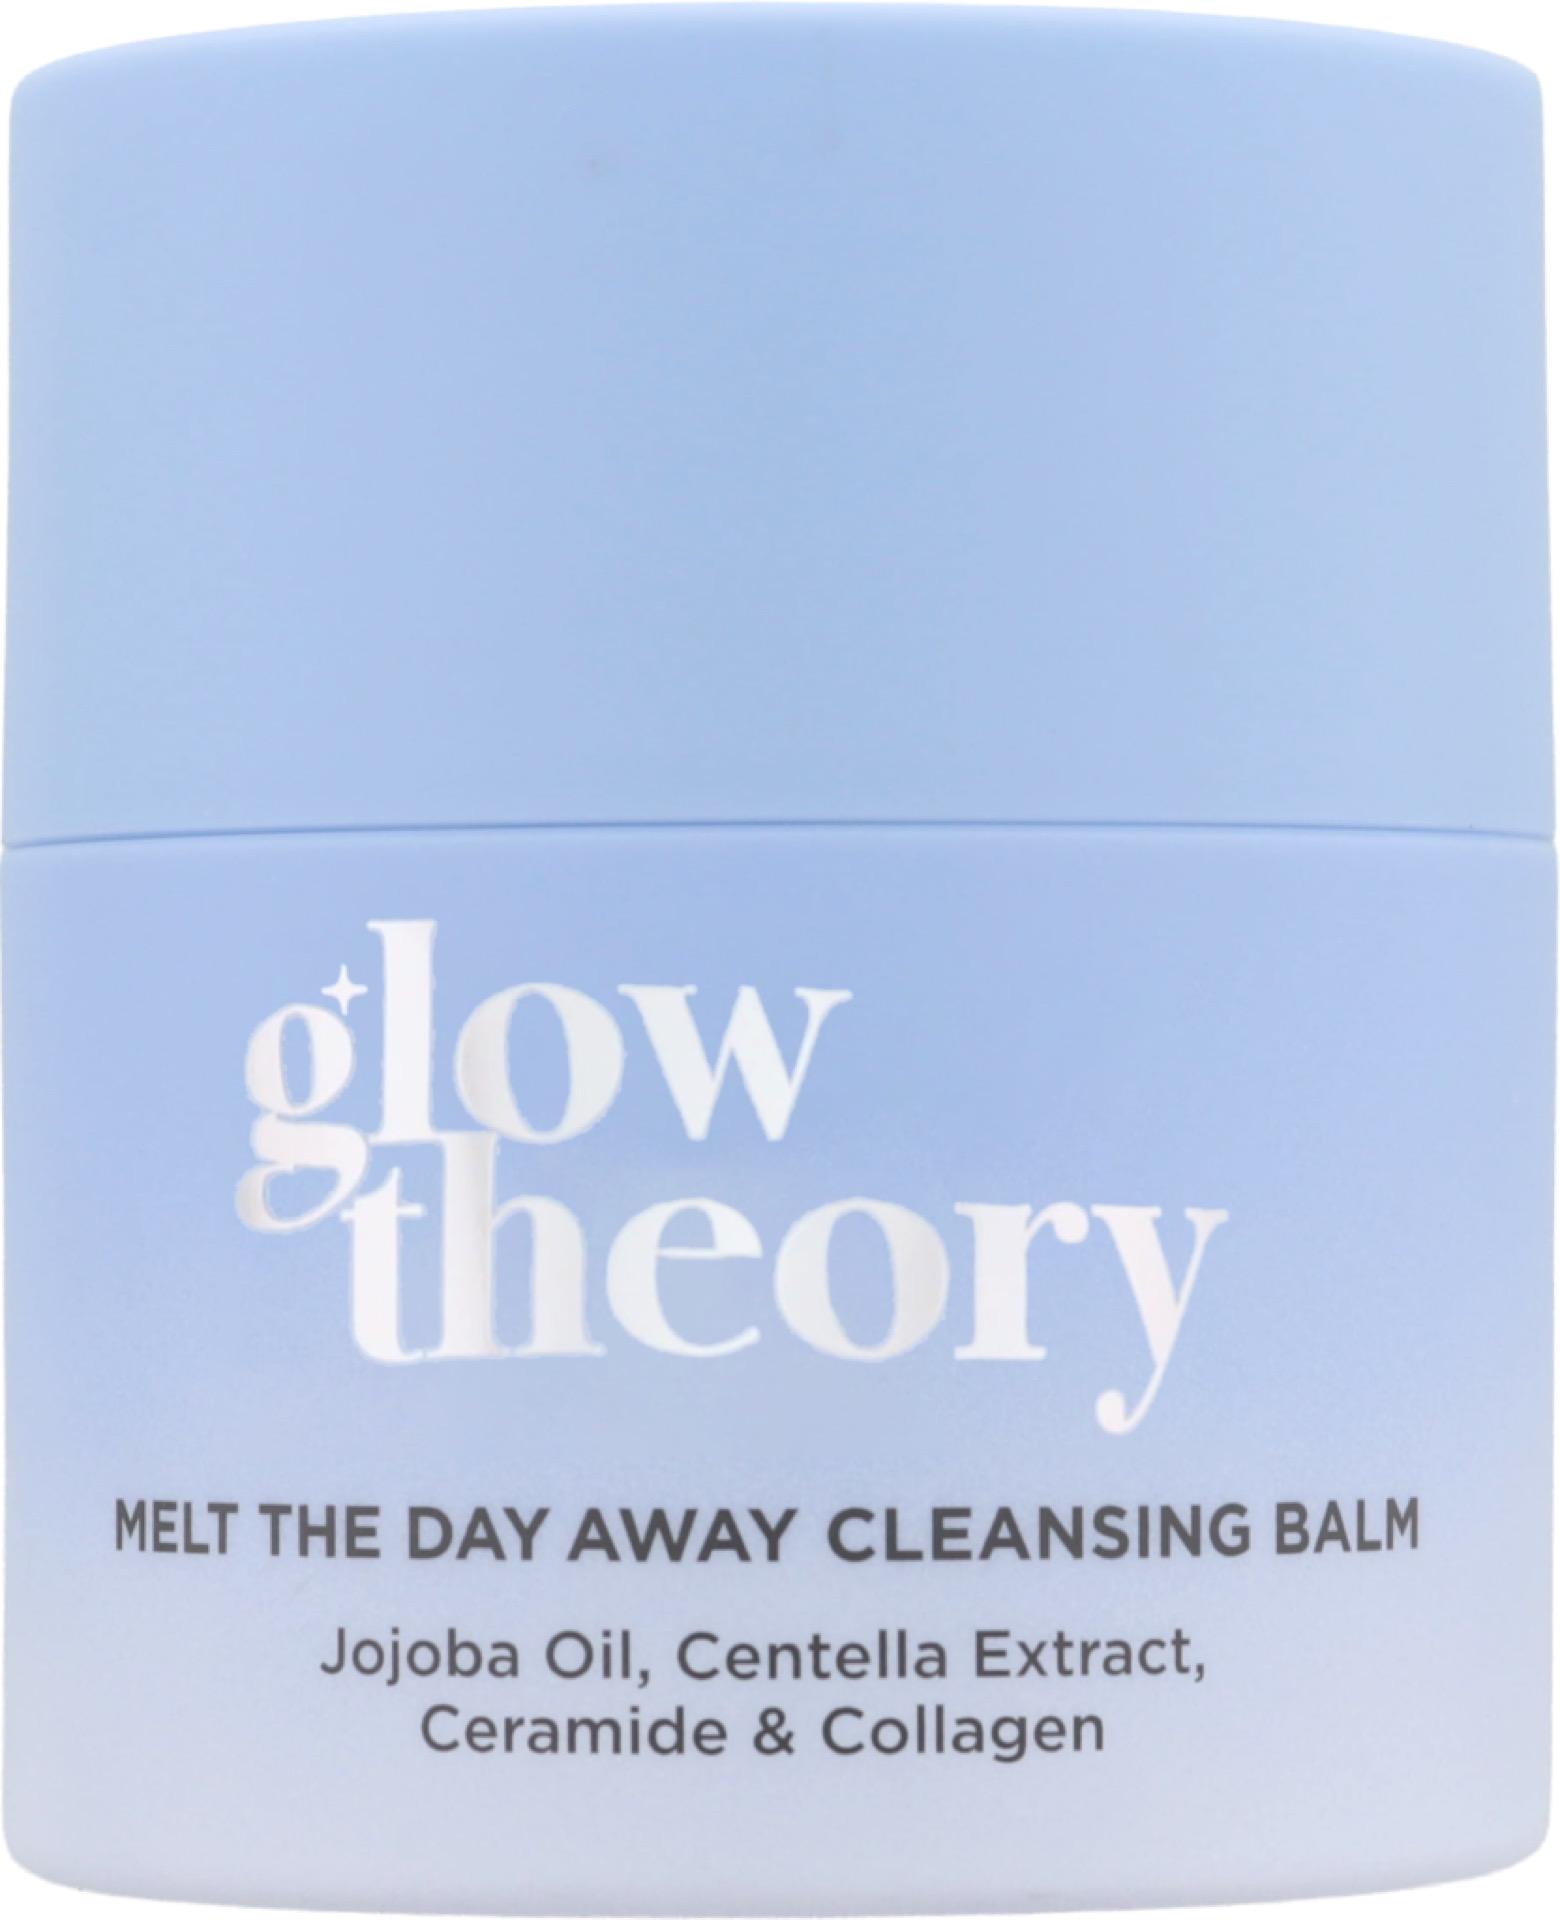 glow
theory
MELT THE DAY AWAY CLEANSING BALM
Jojoba Oil, Centella Extract,
Ceramide & Collagen